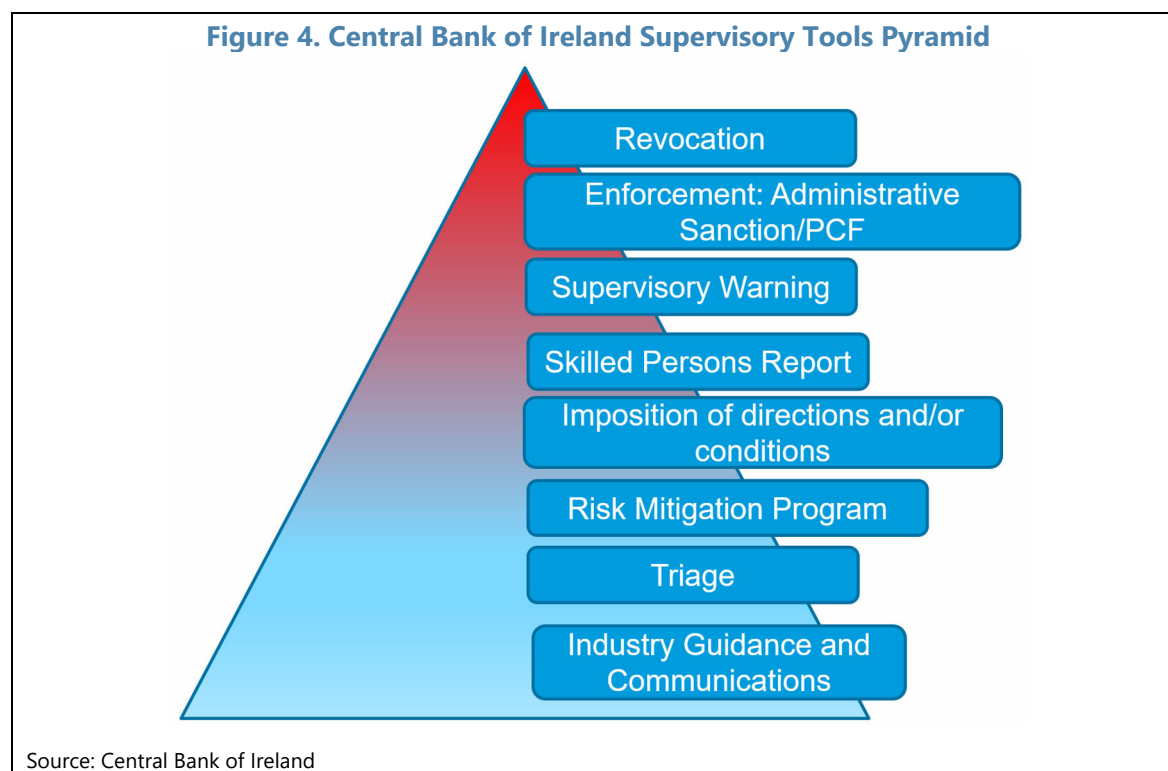 Figure 4. Central Bank of Ireland Supervisory Tools Pyramid
Revocation
Enforcement: Administrative
Sanction/PCF
Supervisory Warning
Skilled Persons Report
Imposition of directions and/or
conditions
Risk Mitigation Program
Triage
Industry Guidance and
Communications
Source: Central Bank of Ireland